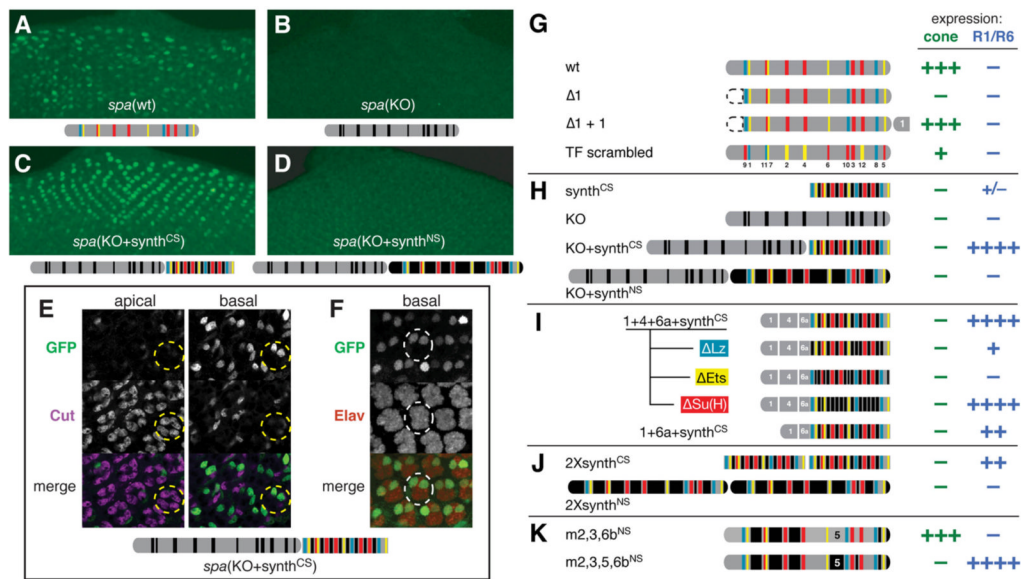 A
spa(wt)
B
spa(KO)
C
spa(KO+synthCS)
D
spa(KO+synthNS)
E
apical
basal
GFP
Cut
merge
spa(KO+synthCS)
F
basal
GFP
Elav
merge
expression:
cone R1/R6
G
wt +++ −
Δ1 − −
Δ1 + 1 1 +++ −
TF scrambled + −
9 1 11 7 2 4 6 10 3 12 8 5
H
synthCS − +/−
KO − −
KO+synthCS − ++++
KO+synthNS − −
I
1+4+6a+synthCS 1 4 6a − ++++
ΔLz 1 4 6a − +
ΔEts 1 4 6a − −
ΔSu(H) 1 4 6a − ++++
1+6a+synthCS 1 6a − ++
J
2XsynthCS − ++
2XsynthNS − −
K
m2,3,6bNS 5 +++ −
m2,3,5,6bNS 5 − ++++